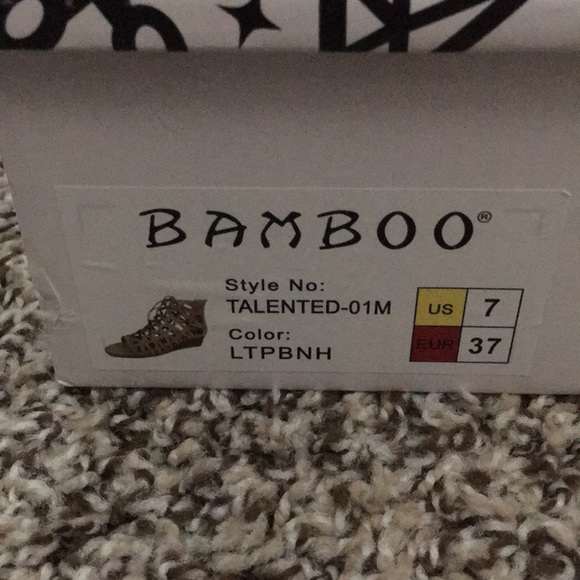 BAMBOO®
Style No:
TALENTED-01M
Color:
LTPBNH
US 7
EUR 37